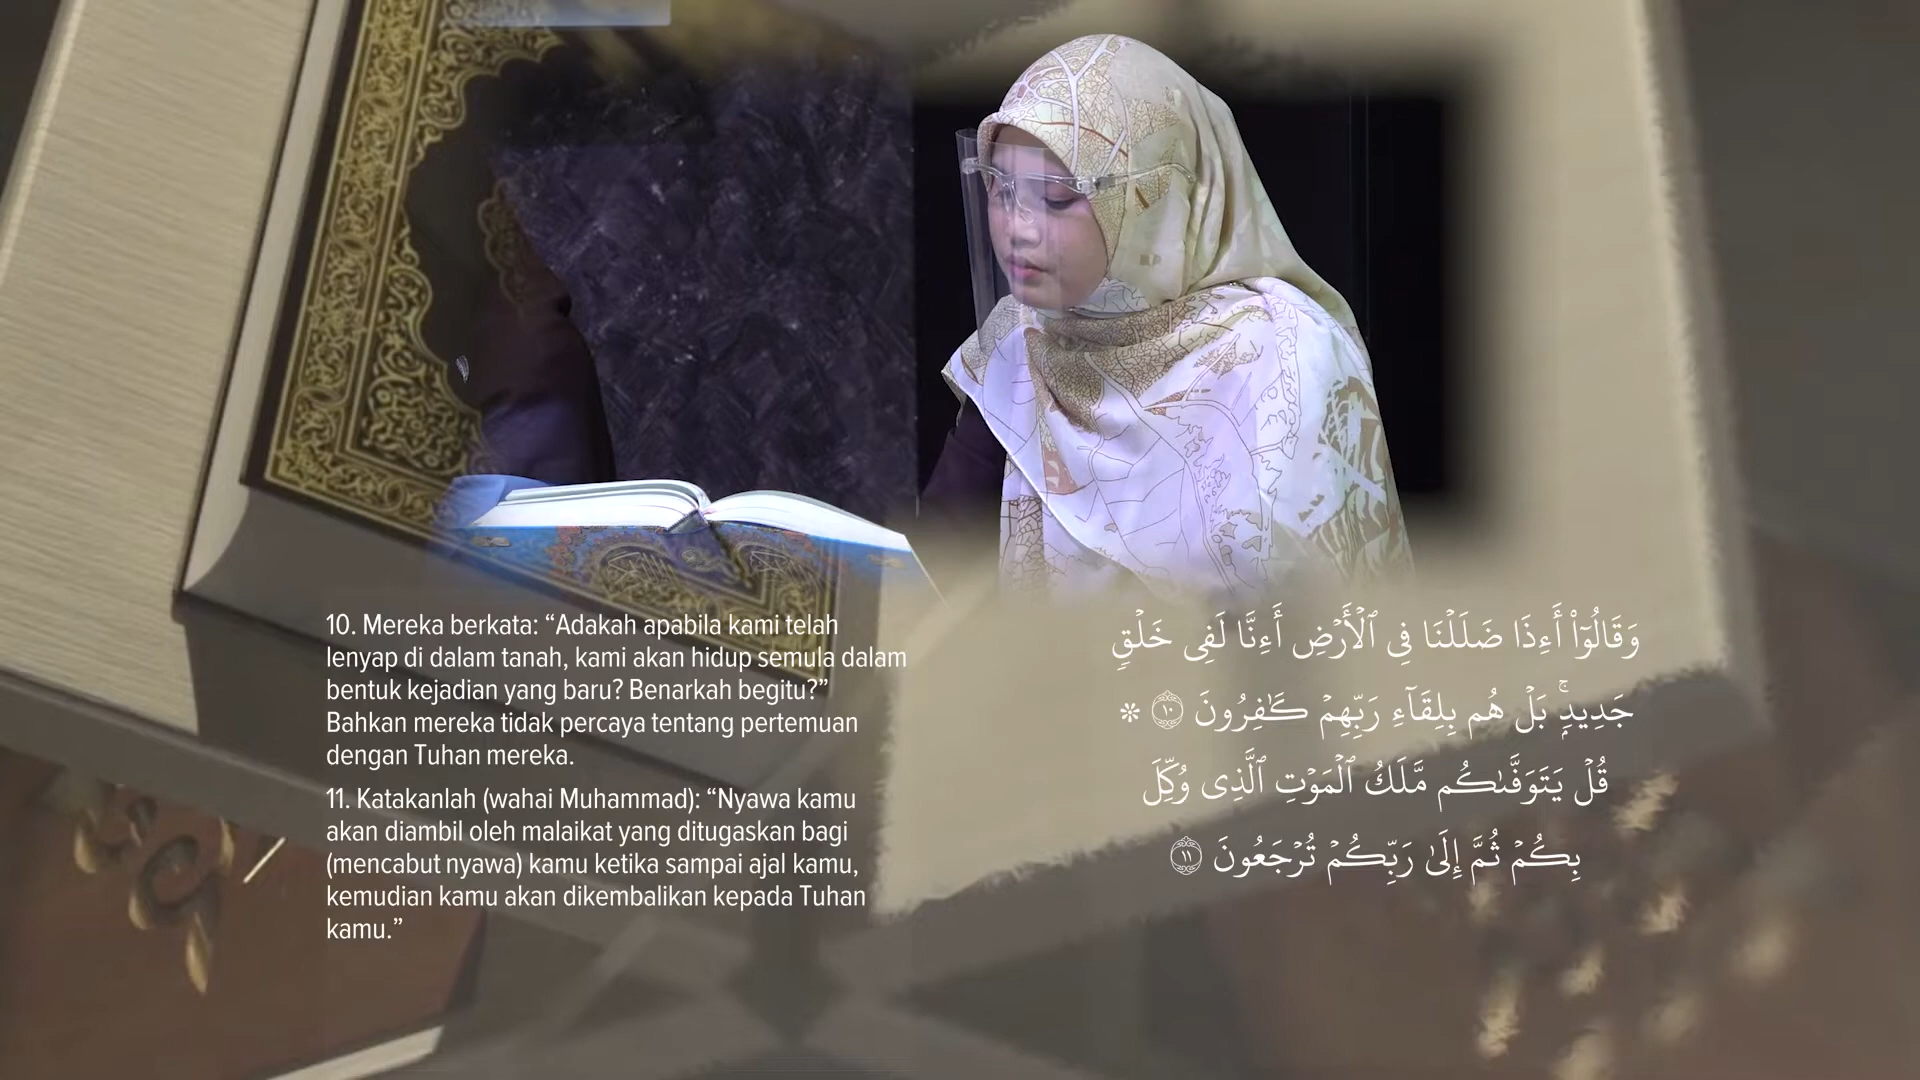 10. Mereka berkata: “Adakah apabila kami telah
lenyap di dalam tanah, kami akan hidup semula dalam
bentuk kejadian yang baru? Benarkah begitu?”
Bahkan mereka tidak percaya tentang pertemuan
dengan Tuhan mereka.
11. Katakanlah (wahai Muhammad): “Nyawa kamu
akan diambil oleh malaikat yang ditugaskan bagi
(mencabut nyawa) kamu ketika sampai ajal kamu,
kemudian kamu akan dikembalikan kepada Tuhan
kamu.”
وَقَالُوٓا۟ أَءِذَا ضَلَلْنَا فِى ٱلْأَرْضِ أَءِنَّا لَفِى خَلْقٍۢ
جَدِيدٍۭ ۚ بَلْ هُم بِلِقَآءِ رَبِّهِمْ كَـٰفِرُونَ ١٠ ✻
قُلْ يَتَوَفَّىٰكُم مَّلَكُ ٱلْمَوْتِ ٱلَّذِى وُكِّلَ
بِكُمْ ثُمَّ إِلَىٰ رَبِّكُمْ تُرْجَعُونَ ١١